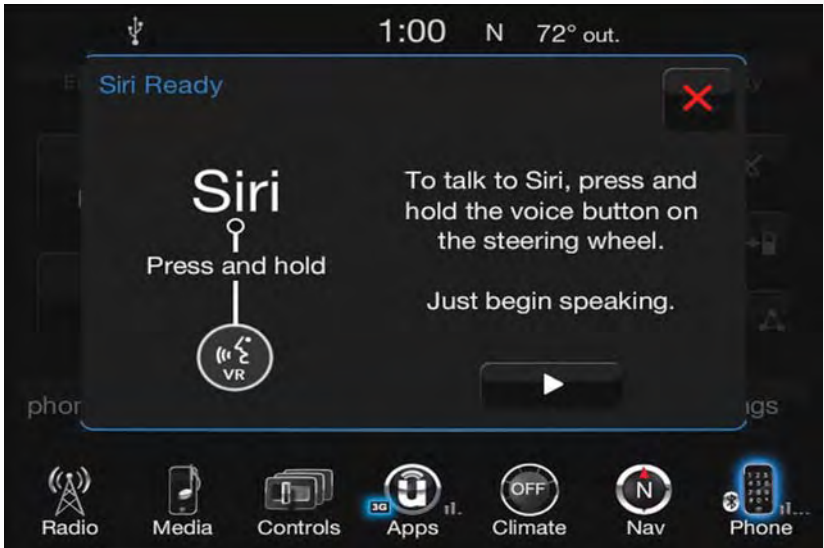 1:00 N 72° out.
Siri Ready
Siri
Press and hold
VR
To talk to Siri, press and
hold the voice button on
the steering wheel.
Just begin speaking.
3G
OFF
N
Radio Media Controls Apps Climate Nav Phone